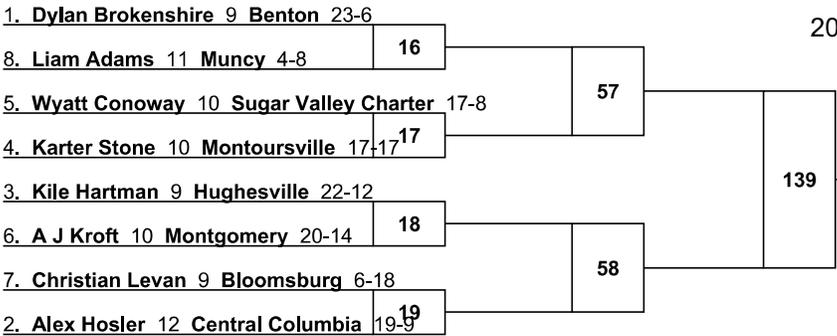 1. Dylan Brokenshire 9 Benton 23-6
20
16
8. Liam Adams 11 Muncy 4-8
57
5. Wyatt Conoway 10 Sugar Valley Charter 17-8
17
4. Karter Stone 10 Montoursville 17-17
139
3. Kile Hartman 9 Hughesville 22-12
18
6. A J Kroft 10 Montgomery 20-14
58
7. Christian Levan 9 Bloomsburg 6-18
19
2. Alex Hosler 12 Central Columbia 19-9